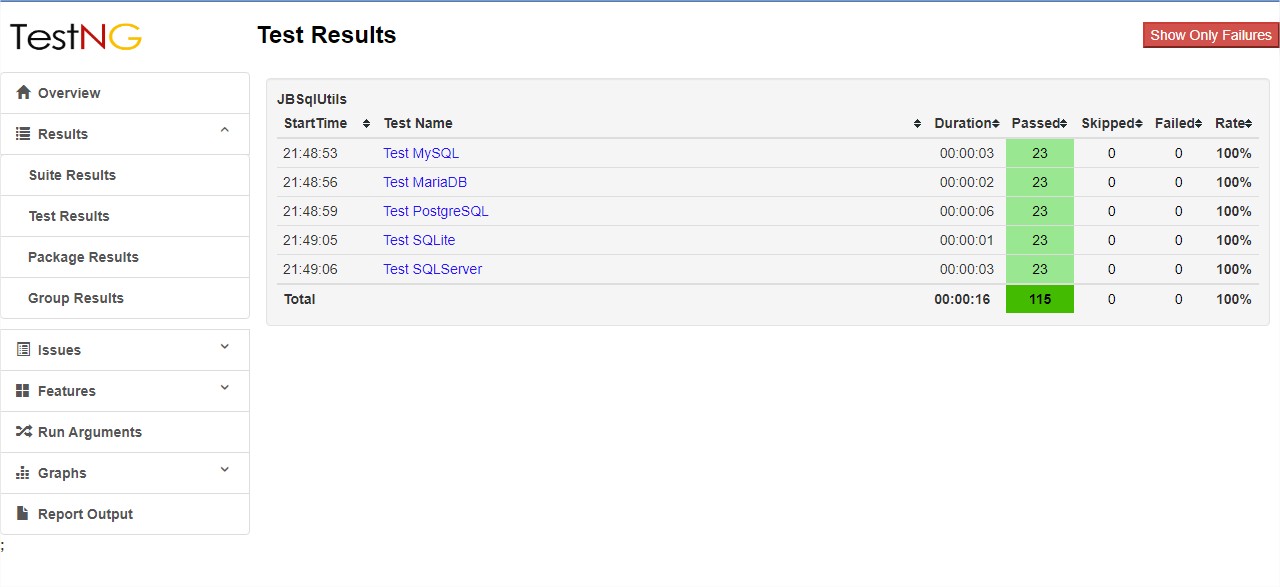 TestNG
Test Results
Show Only Failures
Overview
Results
Suite Results
Test Results
Package Results
Group Results
Issues
Features
Run Arguments
Graphs
Report Output
;
JBSqlUtils
StartTime Test Name Duration Passed Skipped Failed Rate
21:48:53 Test MySQL 00:00:03 23 0 0 100%
21:48:56 Test MariaDB 00:00:02 23 0 0 100%
21:48:59 Test PostgreSQL 00:00:06 23 0 0 100%
21:49:05 Test SQLite 00:00:01 23 0 0 100%
21:49:06 Test SQLServer 00:00:03 23 0 0 100%
Total 00:00:16 115 0 0 100%